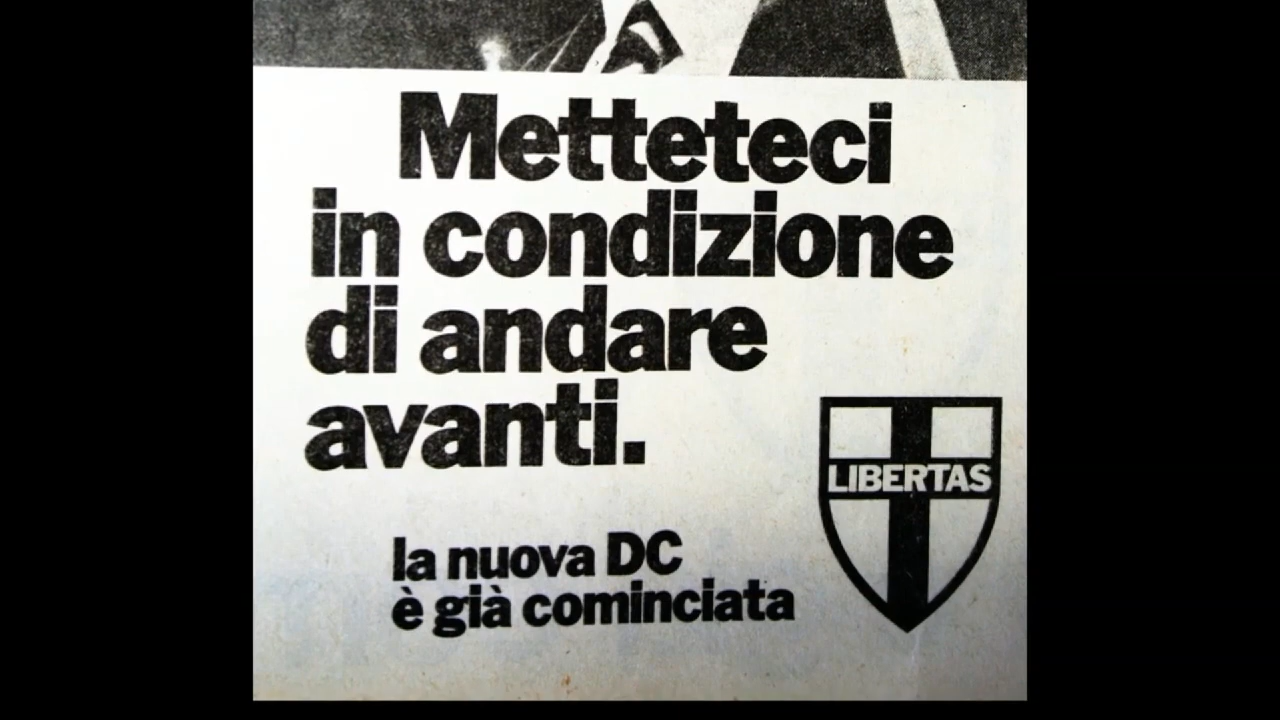 Metteteci
in condizione
di andare
avanti.
LIBERTAS
la nuova DC
è già cominciata